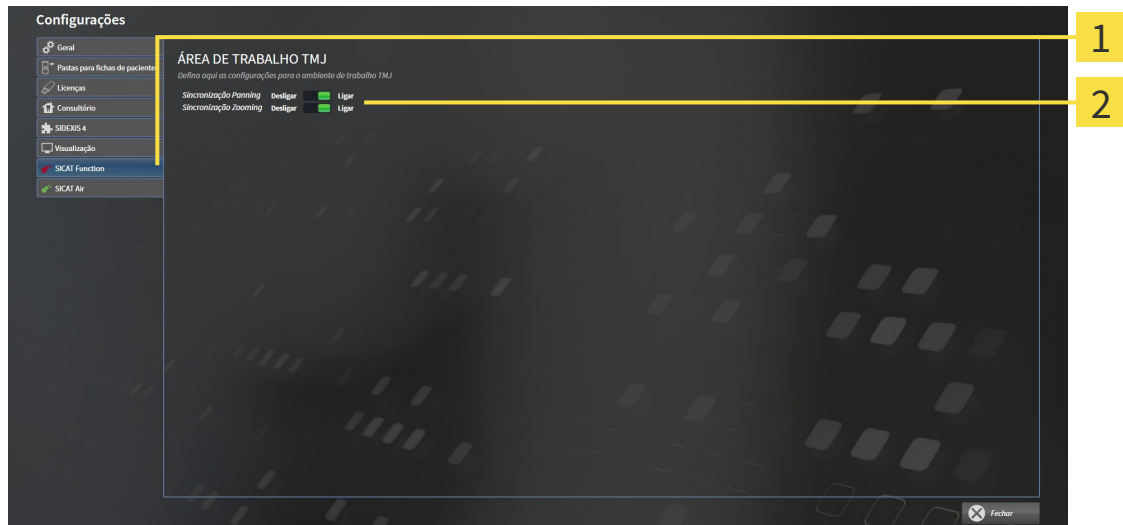 Configurações
1
Geral
Pastas para fichas de pacientes
Licenças
Consultório
SIDEXIS 4
Visualização
SICAT Function
SICAT Air
ÁREA DE TRABALHO TMJ
Defina aqui as configurações para o ambiente de trabalho TMJ
Sincronização Panning Desligar Ligar
Sincronização Zooming Desligar Ligar
2
Fechar